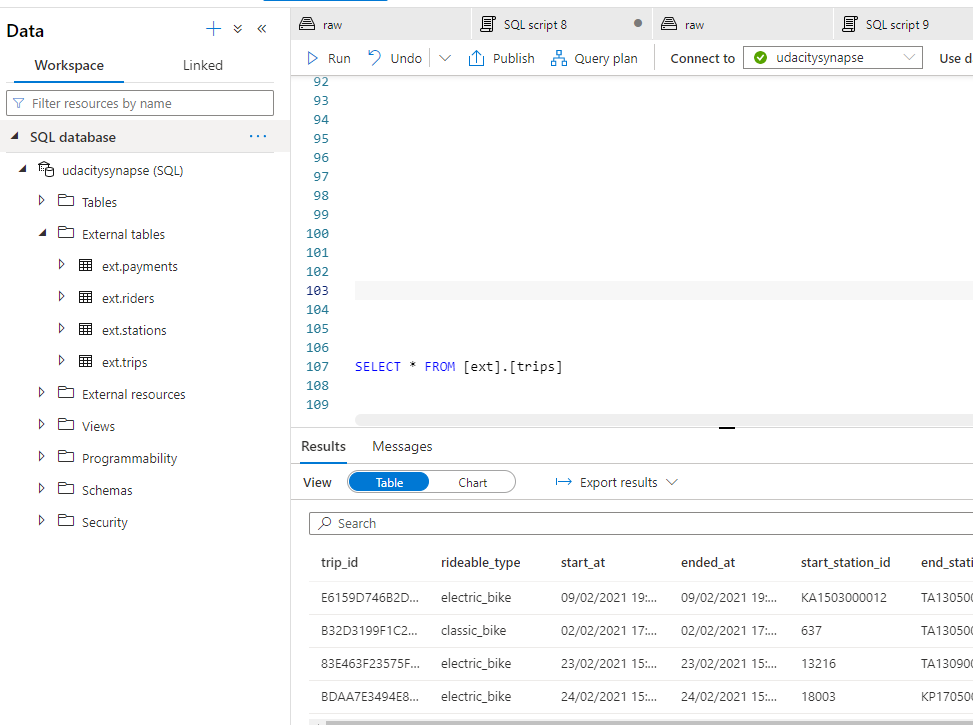 Data
Workspace
Linked
Filter resources by name
SQL database
udacitysynapse (SQL)
Tables
External tables
ext.payments
ext.riders
ext.stations
ext.trips
External resources
Views
Programmability
Schemas
Security
raw SQL script 8 raw SQL script 9
Run Undo Publish Query plan Connect to udacitysynapse Use d
92
93
94
95
96
97
98
99
100
101
102
103
104
105
106
107 SELECT * FROM [ext].[trips]
108
109
Results Messages
View Table Chart Export results
Search
trip_id rideable_type start_at ended_at start_station_id end_stati
E6159D746B2D... electric_bike 09/02/2021 19:... 09/02/2021 19:... KA1503000012 TA130500
B32D3199F1C2... classic_bike 02/02/2021 17:... 02/02/2021 17:... 637 TA130500
83E463F23575F... electric_bike 23/02/2021 15:... 23/02/2021 15:... 13216 TA130900
BDAA7E3494E8... electric_bike 24/02/2021 15:... 24/02/2021 15:... 18003 KP170500